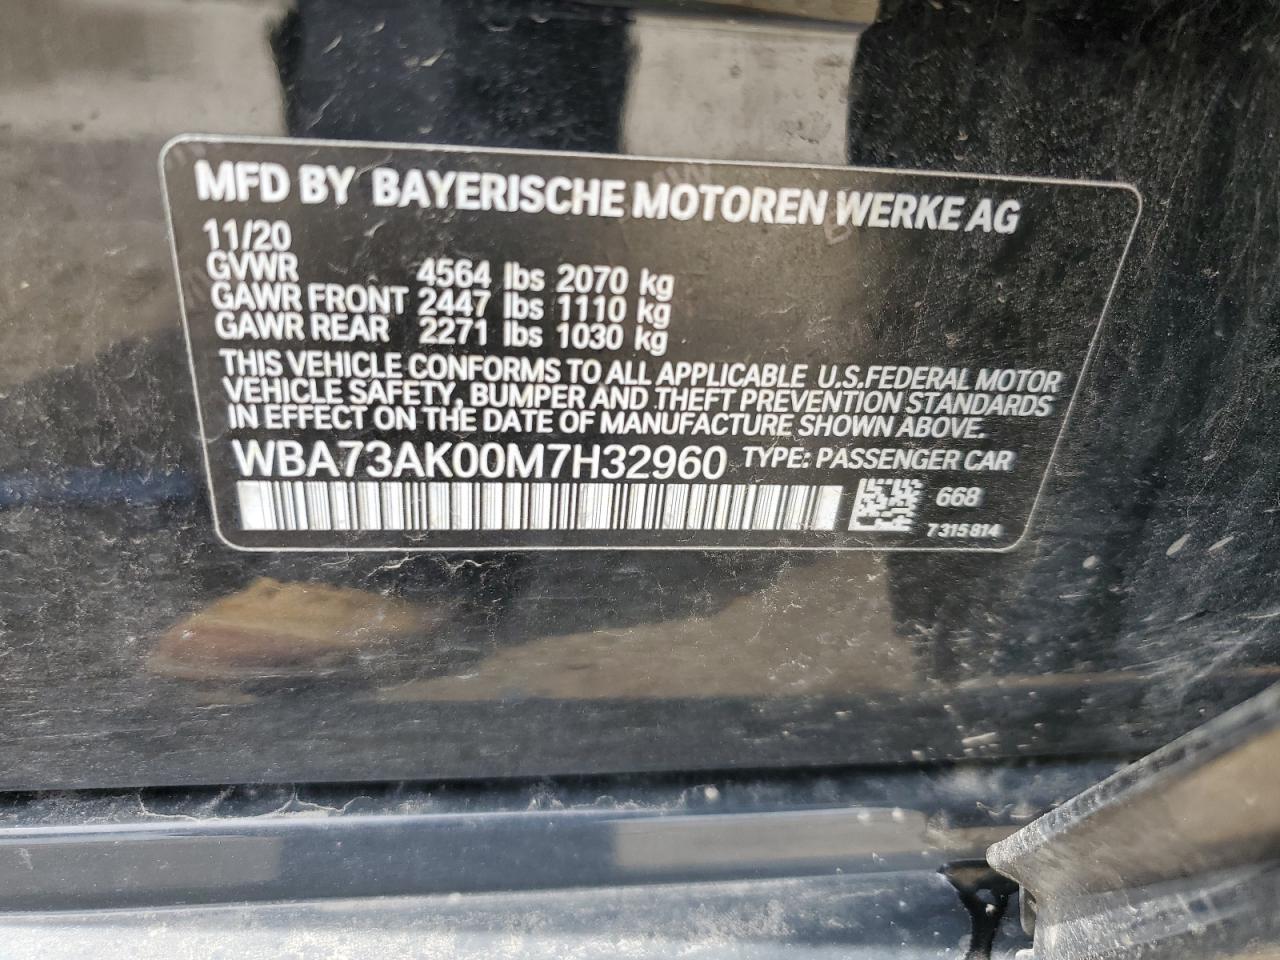 MFD BY BAYERISCHE MOTOREN WERKE AG
11/20
GVWR 4564 lbs 2070 kg
GAWR FRONT 2447 lbs 1110 kg
GAWR REAR 2271 lbs 1030 kg
THIS VEHICLE CONFORMS TO ALL APPLICABLE U.S.FEDERAL MOTOR
VEHICLE SAFETY, BUMPER AND THEFT PREVENTION STANDARDS
IN EFFECT ON THE DATE OF MANUFACTURE SHOWN ABOVE.
WBA73AK00M7H32960 TYPE: PASSENGER CAR
668
7315814